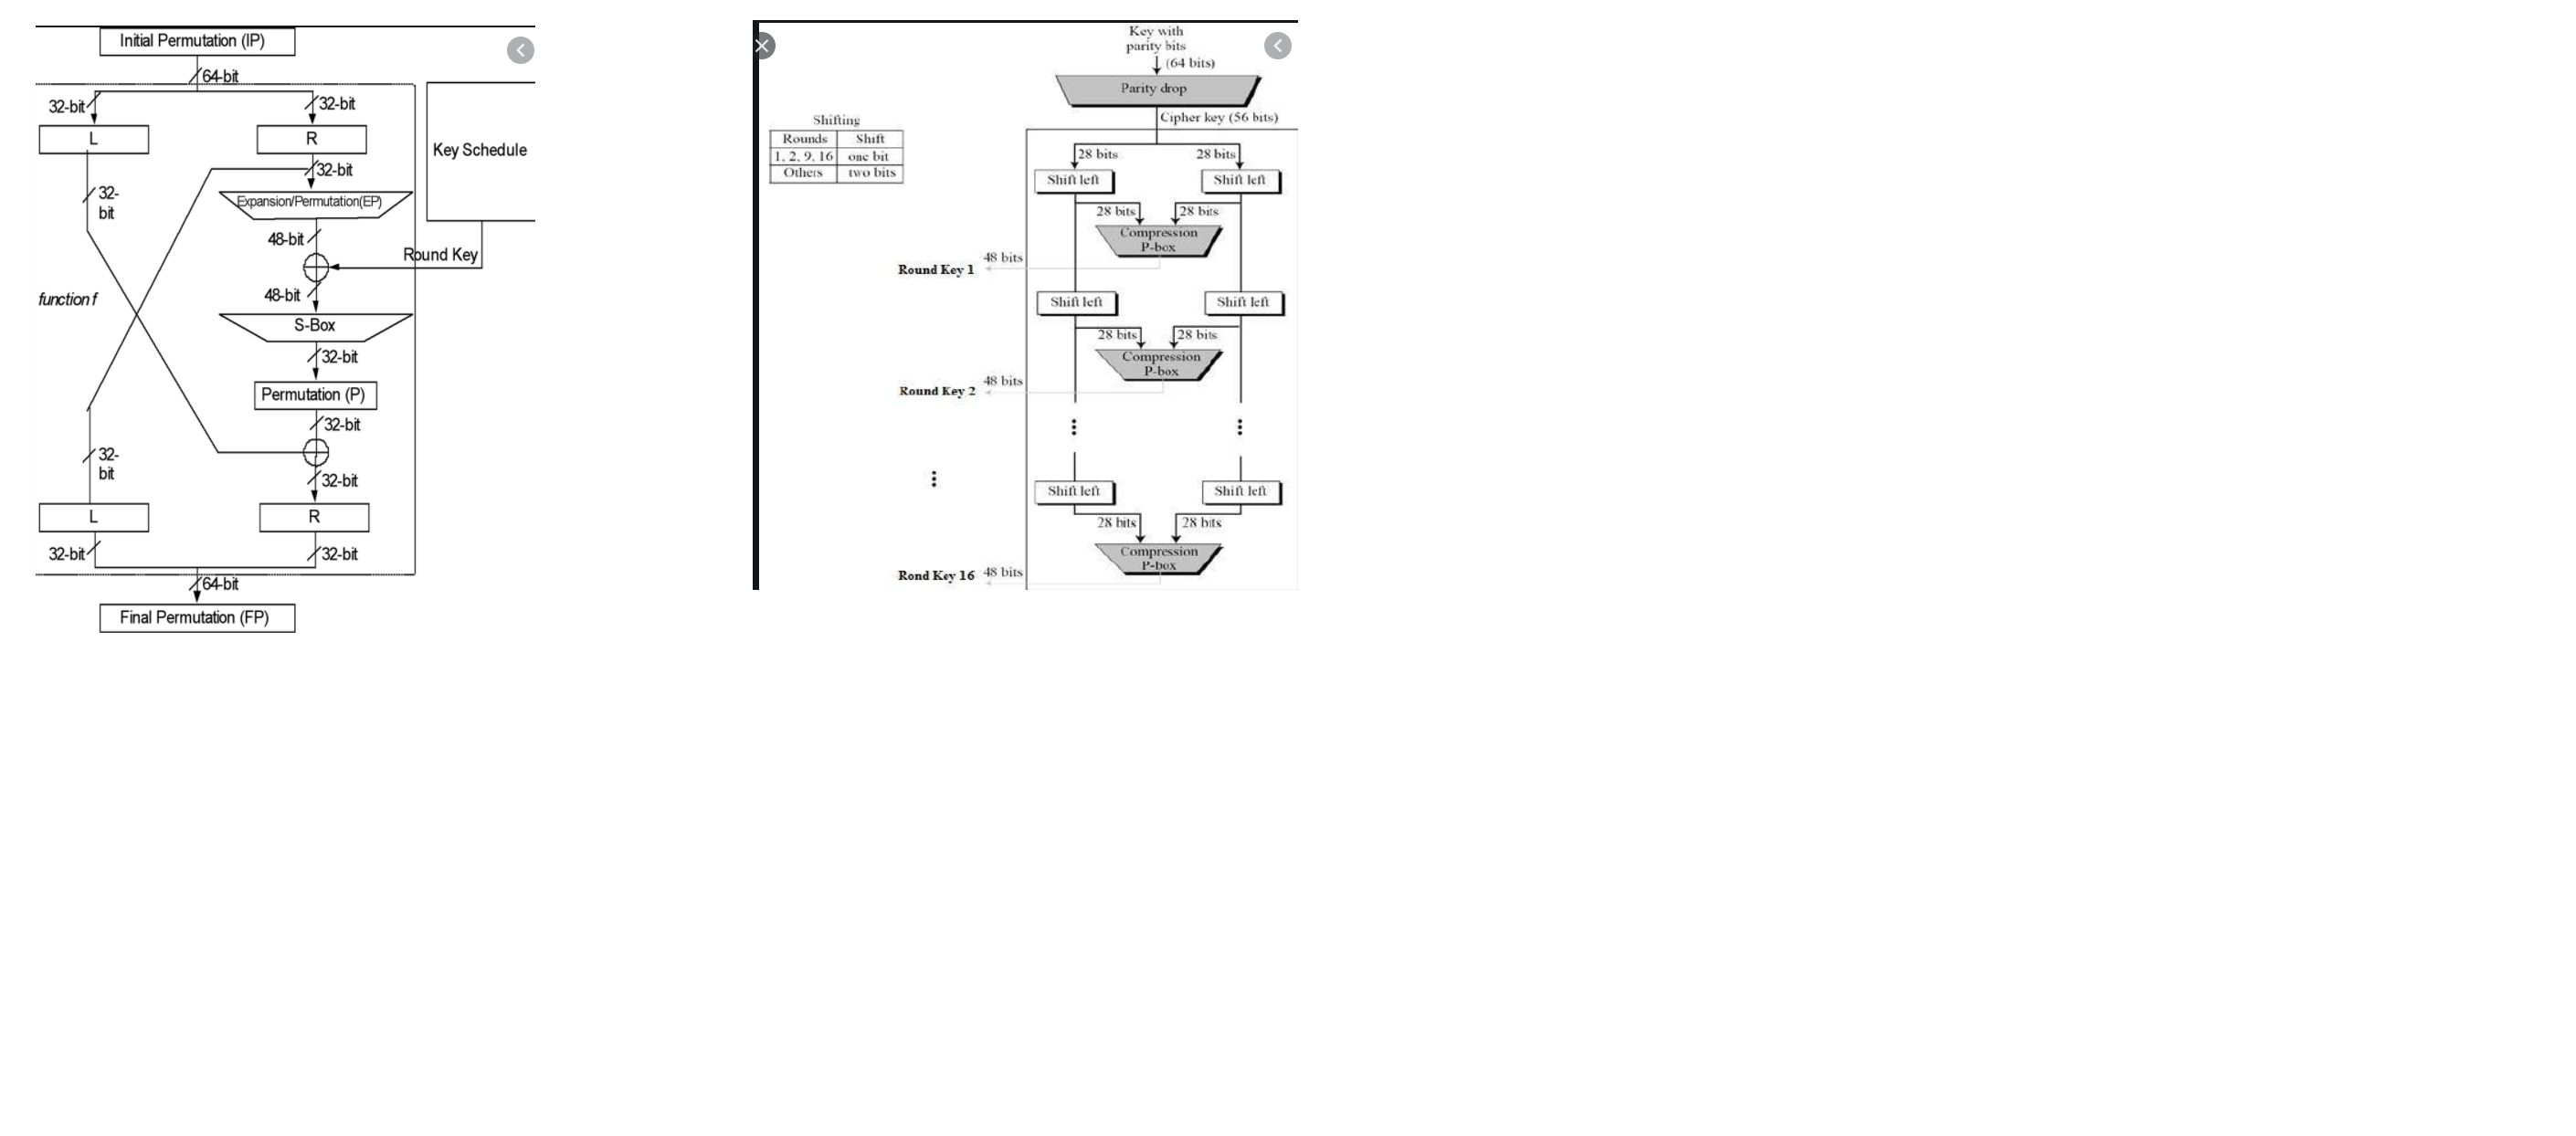 Initial Permutation (IP)
64-bit
32-bit
32-bit
L
R
32-bit
Key Schedule
32-
bit
Expansion/Permutation(EP)
48-bit
Round Key
48-bit
function f
S-Box
32-bit
Permutation (P)
32-bit
32-
bit
32-bit
L
R
32-bit
32-bit
64-bit
Final Permutation (FP)
Key with
parity bits
(64 bits)
Parity drop
Cipher key (56 bits)
Shifting
Rounds Shift
1, 2, 9, 16 one bit
Others two bits
28 bits 28 bits
Shift left Shift left
28 bits 28 bits
Compression
P-box
48 bits
Round Key 1
Shift left Shift left
28 bits 28 bits
Compression
P-box
48 bits
Round Key 2
Shift left Shift left
28 bits 28 bits
Compression
P-box
Rond Key 16 48 bits